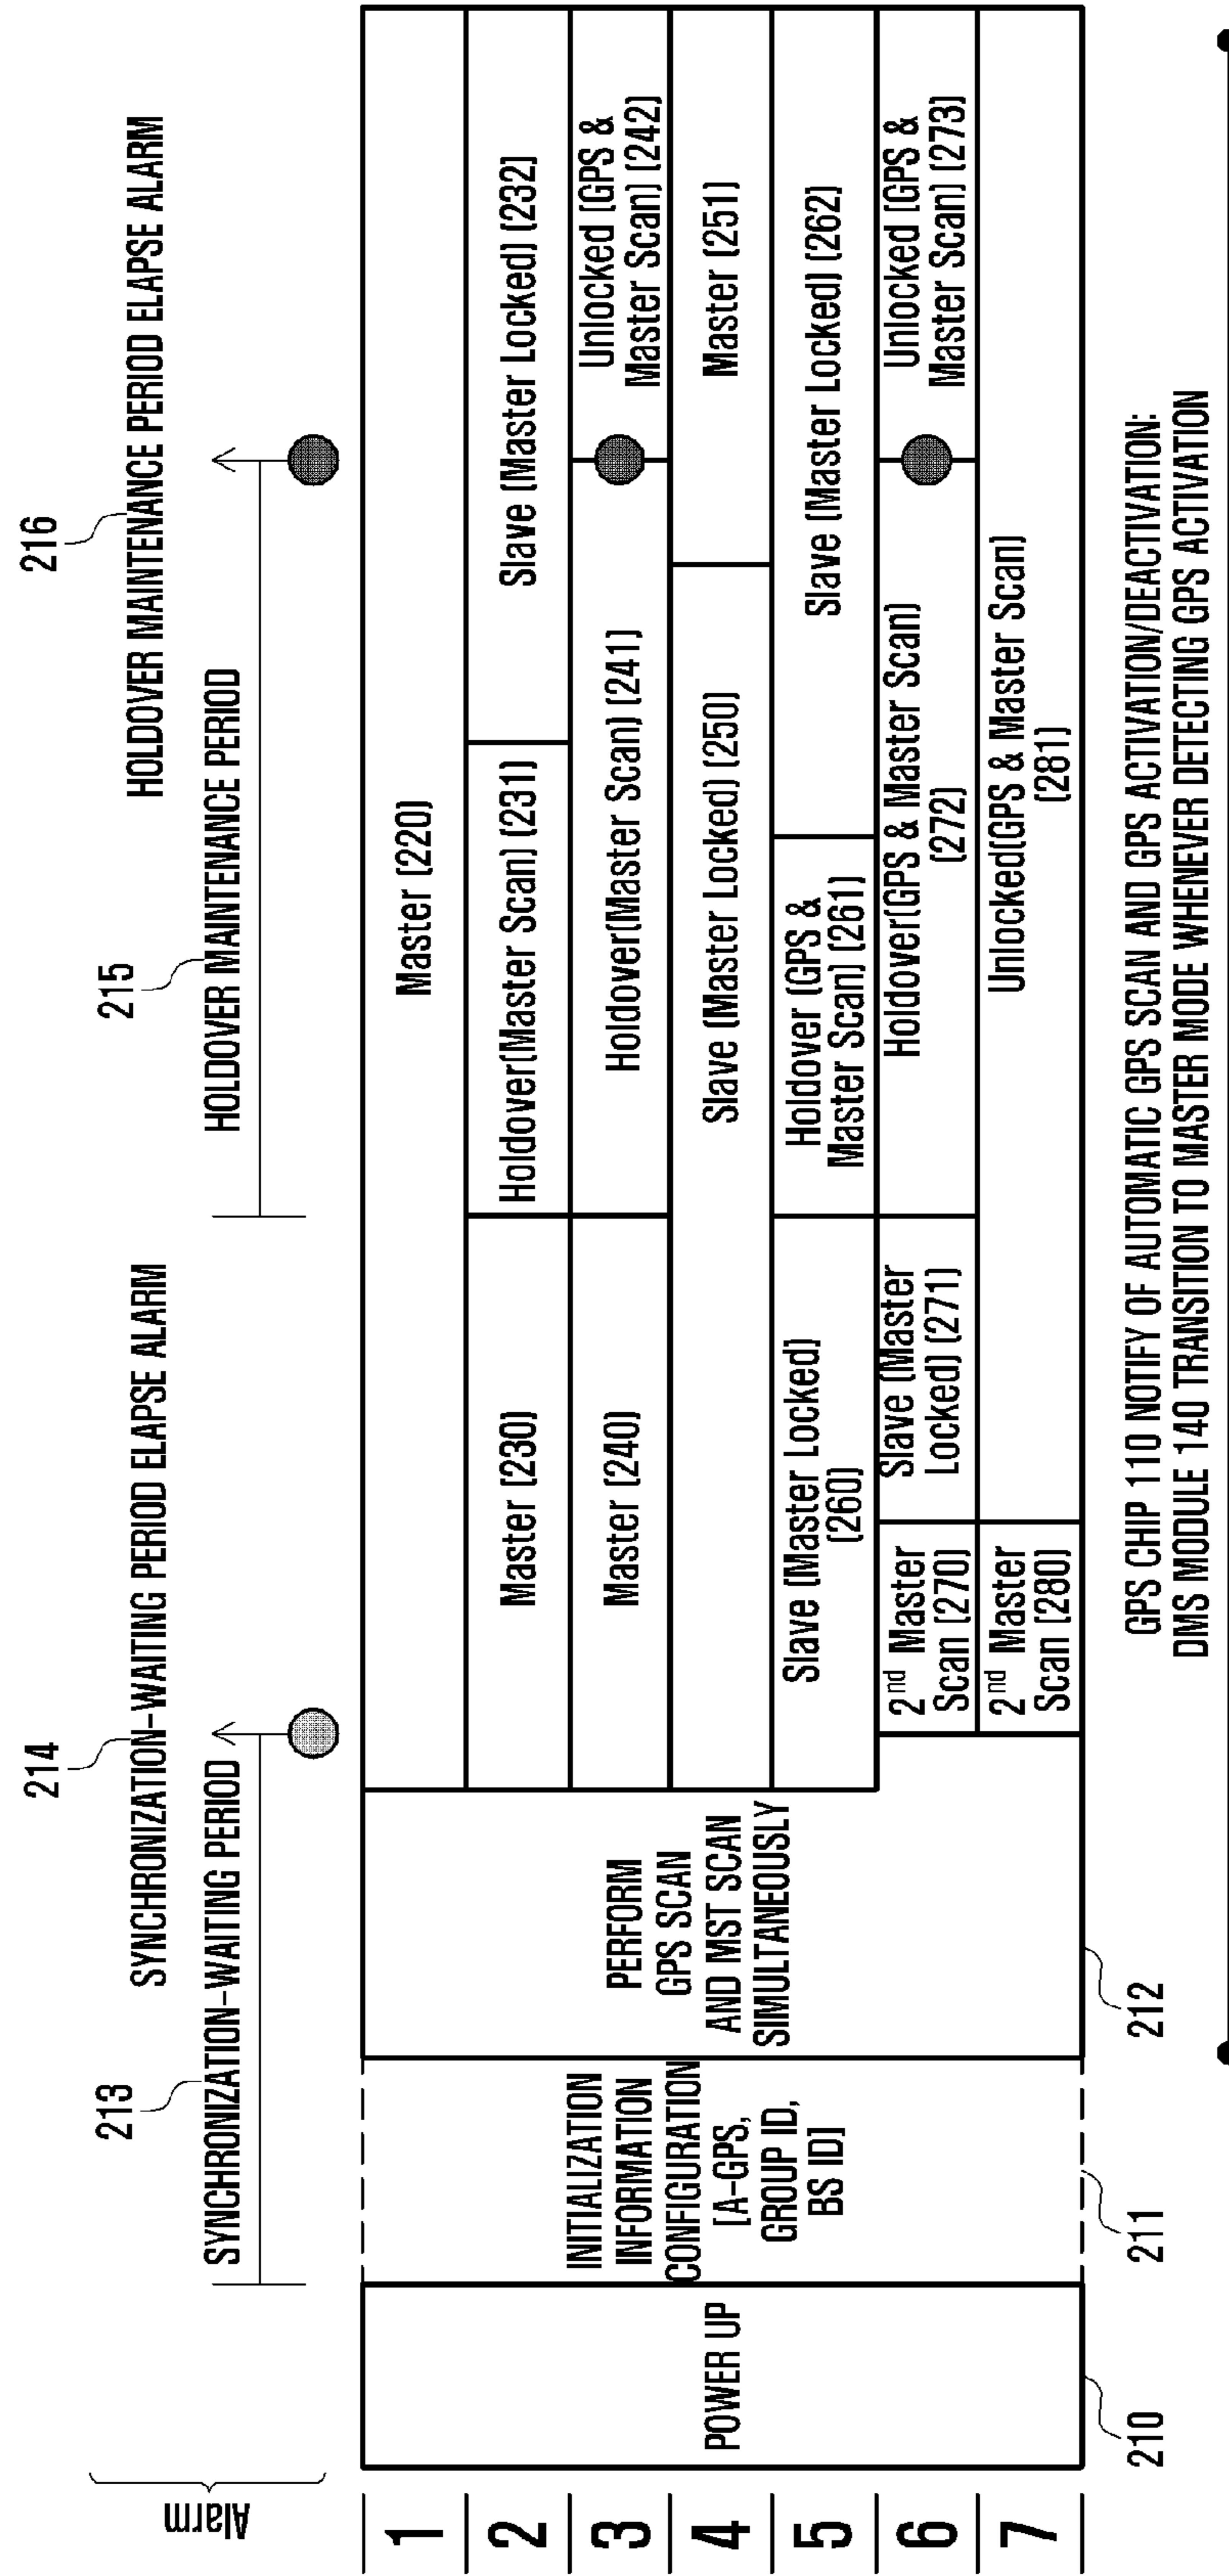 Alarm
213
SYNCHRONIZATION-WAITING PERIOD
214
SYNCHRONIZATION-WAITING PERIOD ELAPSE ALARM
215
HOLDOVER MAINTENANCE PERIOD
216
HOLDOVER MAINTENANCE PERIOD ELAPSE ALARM
1
2
3
4
5
6
7
POWER UP
210
INITIALIZATION
INFORMATION
CONFIGURATION
[A-GPS,
GROUP ID,
BS ID]
211
PERFORM
GPS SCAN
AND MST SCAN
SIMULTANEOUSLY
212
Master (220)
Master (230)
Holdover(Master Scan) (231)
Slave (Master Locked) (232)
Master (240)
Holdover(Master Scan) (241)
Unlocked (GPS &
Master Scan) (242)
Slave (Master Locked) (250)
Master (251)
Slave (Master Locked)
(260)
Holdover (GPS &
Master Scan) (261)
Slave (Master Locked) (262)
2nd Master
Scan (270)
Slave (Master
Locked) (271)
Holdover(GPS & Master Scan)
(272)
Unlocked (GPS &
Master Scan) (273)
2nd Master
Scan (280)
Unlocked(GPS & Master Scan)
(281)
GPS CHIP 110 NOTIFY OF AUTOMATIC GPS SCAN AND GPS ACTIVATION/DEACTIVATION:
DMS MODULE 140 TRANSITION TO MASTER MODE WHENEVER DETECTING GPS ACTIVATION